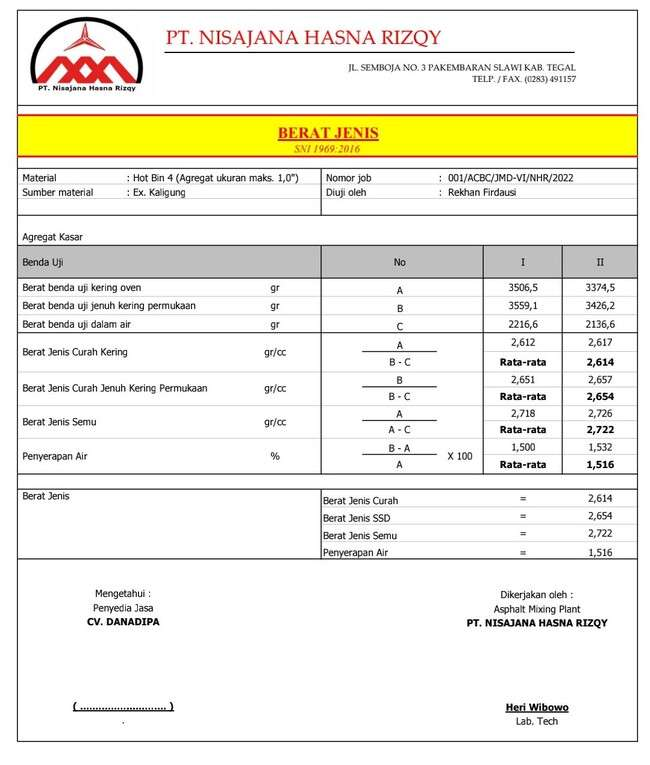 PT. NISAJANA HASNA RIZQY
JL. SEMBOJA NO. 3 PAKEMBARAN SLAWI KAB. TEGAL
TELP. / FAX. (0283) 491157
PT. Nisajana Hasna Rizqy
BERAT JENIS
SNI 1969:2016
Material : Hot Bin 4 (Agregat ukuran maks. 1,0") Nomor job : 001/ACBC/JMD-VI/NHR/2022
Sumber material : Ex. Kaligung Diuji oleh : Rekhan Firdausi
Agregat Kasar
Benda Uji No I II
Berat benda uji kering oven gr A 3506,5 3374,5
Berat benda uji jenuh kering permukaan gr B 3559,1 3426,2
Berat benda uji dalam air gr C 2216,6 2136,6
Berat Jenis Curah Kering gr/cc A 2,612 2,617
B - C Rata-rata 2,614
Berat Jenis Curah Jenuh Kering Permukaan gr/cc B 2,651 2,657
B - C Rata-rata 2,654
Berat Jenis Semu gr/cc A 2,718 2,726
A - C Rata-rata 2,722
Penyerapan Air % B - A X 100 1,500 1,532
A Rata-rata 1,516
Berat Jenis Berat Jenis Curah = 2,614
Berat Jenis SSD = 2,654
Berat Jenis Semu = 2,722
Penyerapan Air = 1,516
Mengetahui :
Penyedia Jasa
CV. DANADIPA
Dikerjakan oleh :
Asphalt Mixing Plant
PT. NISAJANA HASNA RIZQY
( ........................... )
.
Heri Wibowo
Lab. Tech